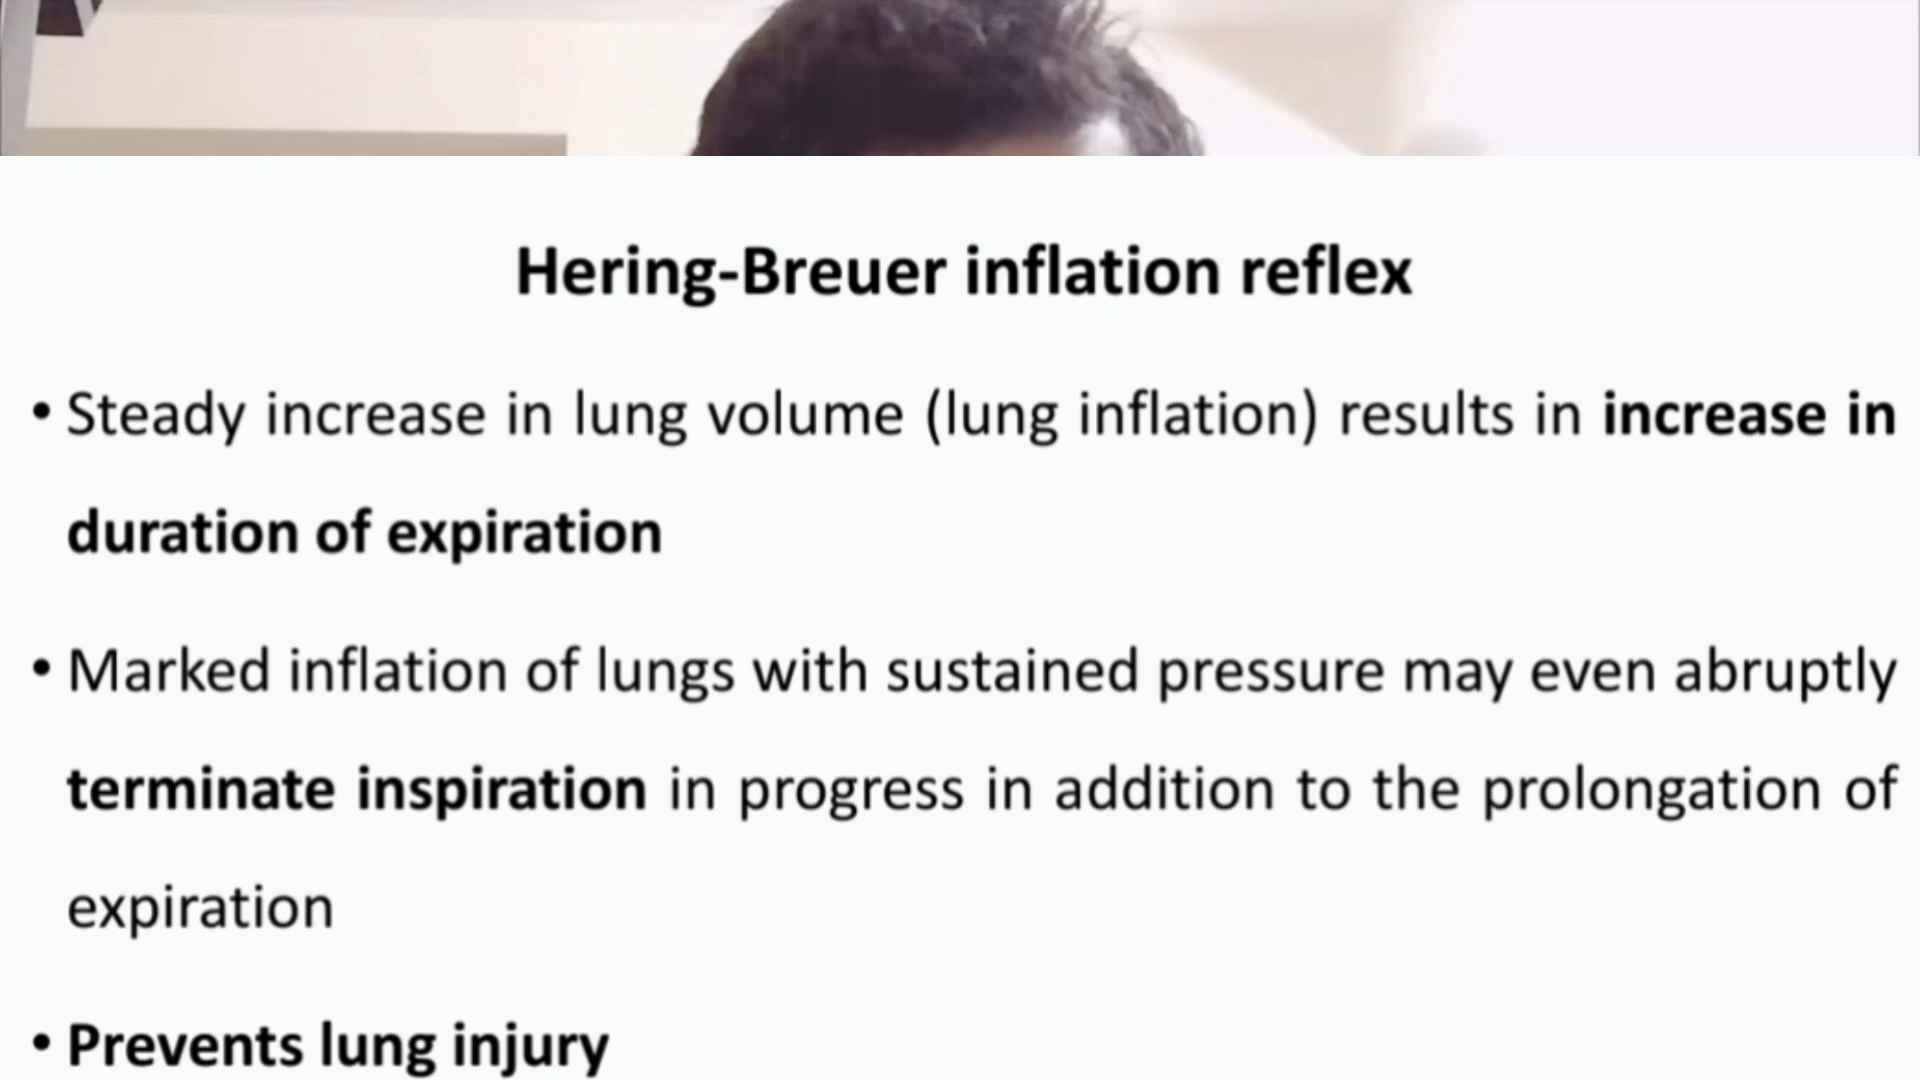 Hering-Breuer inflation reflex
• Steady increase in lung volume (lung inflation) results in increase in
duration of expiration
• Marked inflation of lungs with sustained pressure may even abruptly
terminate inspiration in progress in addition to the prolongation of
expiration
• Prevents lung injury